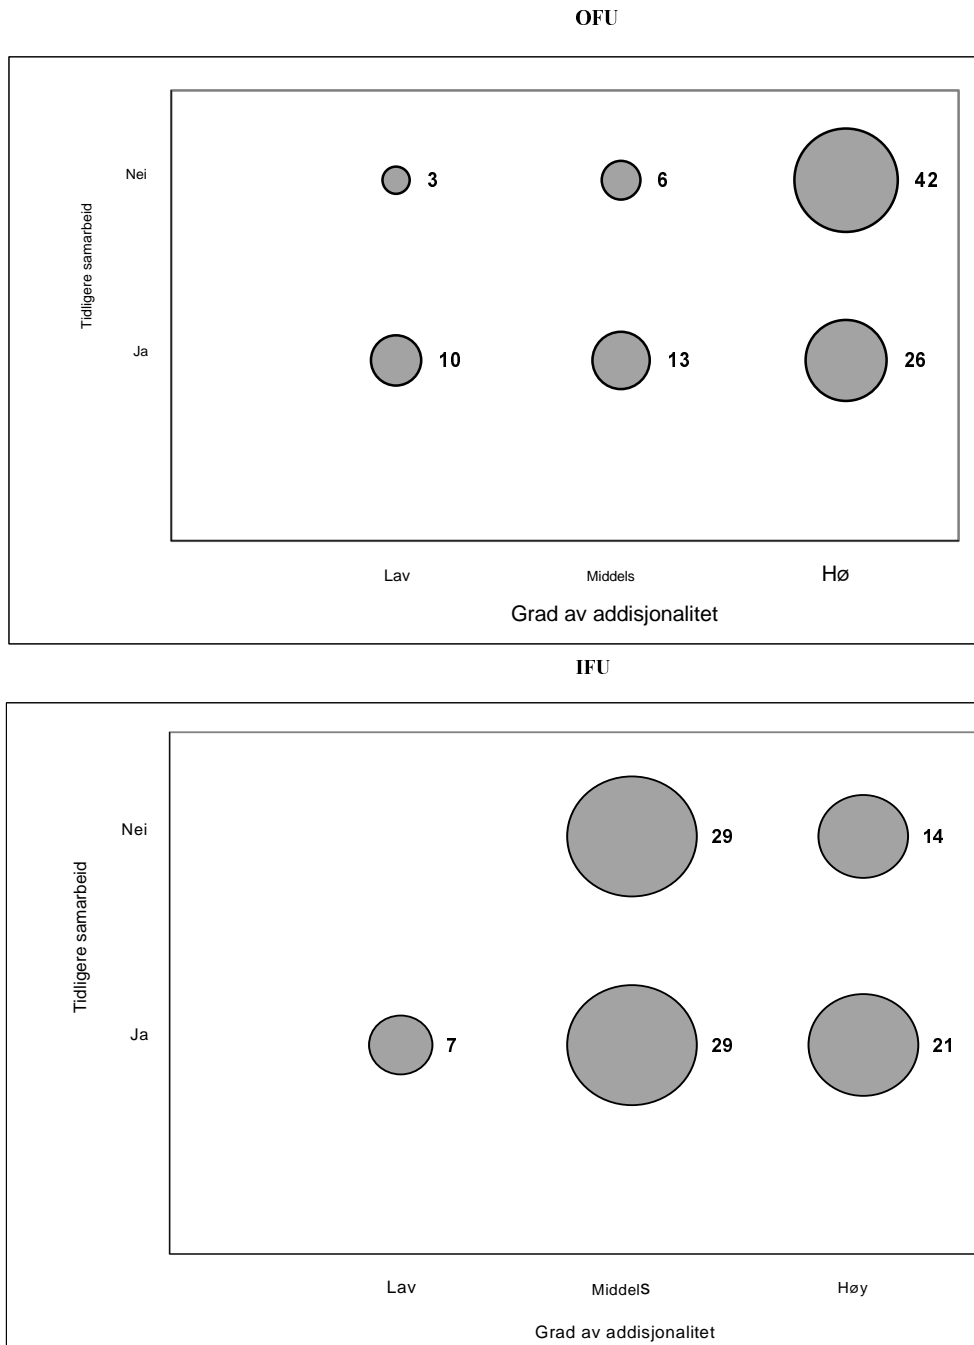 OFU
Nei
3
6
42
Tidligere samarbeid
Ja
10
13
26
Lav
Middels
Hø
Grad av addisjonalitet
IFU
Nei
29
14
Tidligere samarbeid
Ja
7
29
21
Lav
Middels
Høy
Grad av addisjonalitet